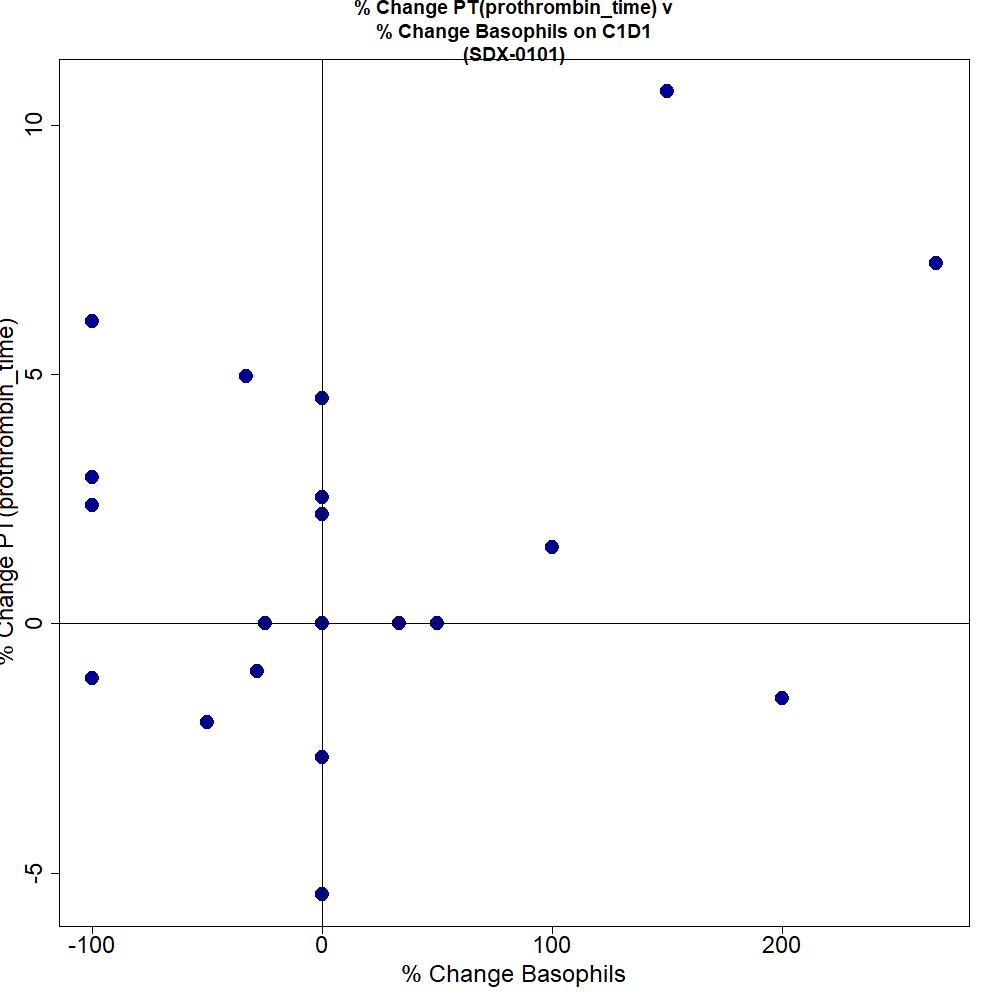 % Change PT(prothrombin_time) v
% Change Basophils on C1D1
(SDX-0101)
% Change PT(prothrombin_time)
10
5
0
-5
-100
0
100
200
% Change Basophils